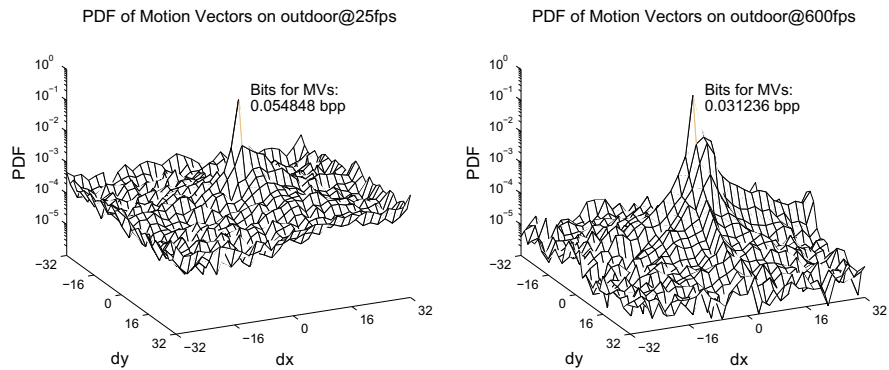 PDF of Motion Vectors on outdoor@25fps
10^0
10^-1
10^-2
10^-3
10^-4
10^-5
PDF
Bits for MVs:
0.054848 bpp
−32
−16
0
16
32
dy
−32
−16
0
16
32
dx
PDF of Motion Vectors on outdoor@600fps
10^0
10^-1
10^-2
10^-3
10^-4
10^-5
PDF
Bits for MVs:
0.031236 bpp
−32
−16
0
16
32
dy
−32
−16
0
16
32
dx